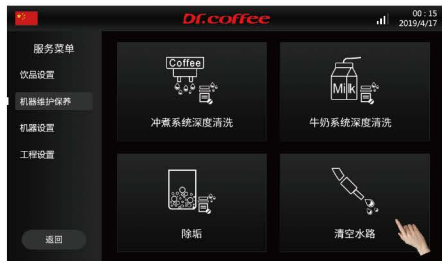 Dr.coffee
00：15
2019/4/17
服务菜单
饮品设置
机器维护保养
机器设置
工程设置
返回
Coffee
冲煮系统深度清洗
Milk
牛奶系统深度清洗
除垢
清空水路